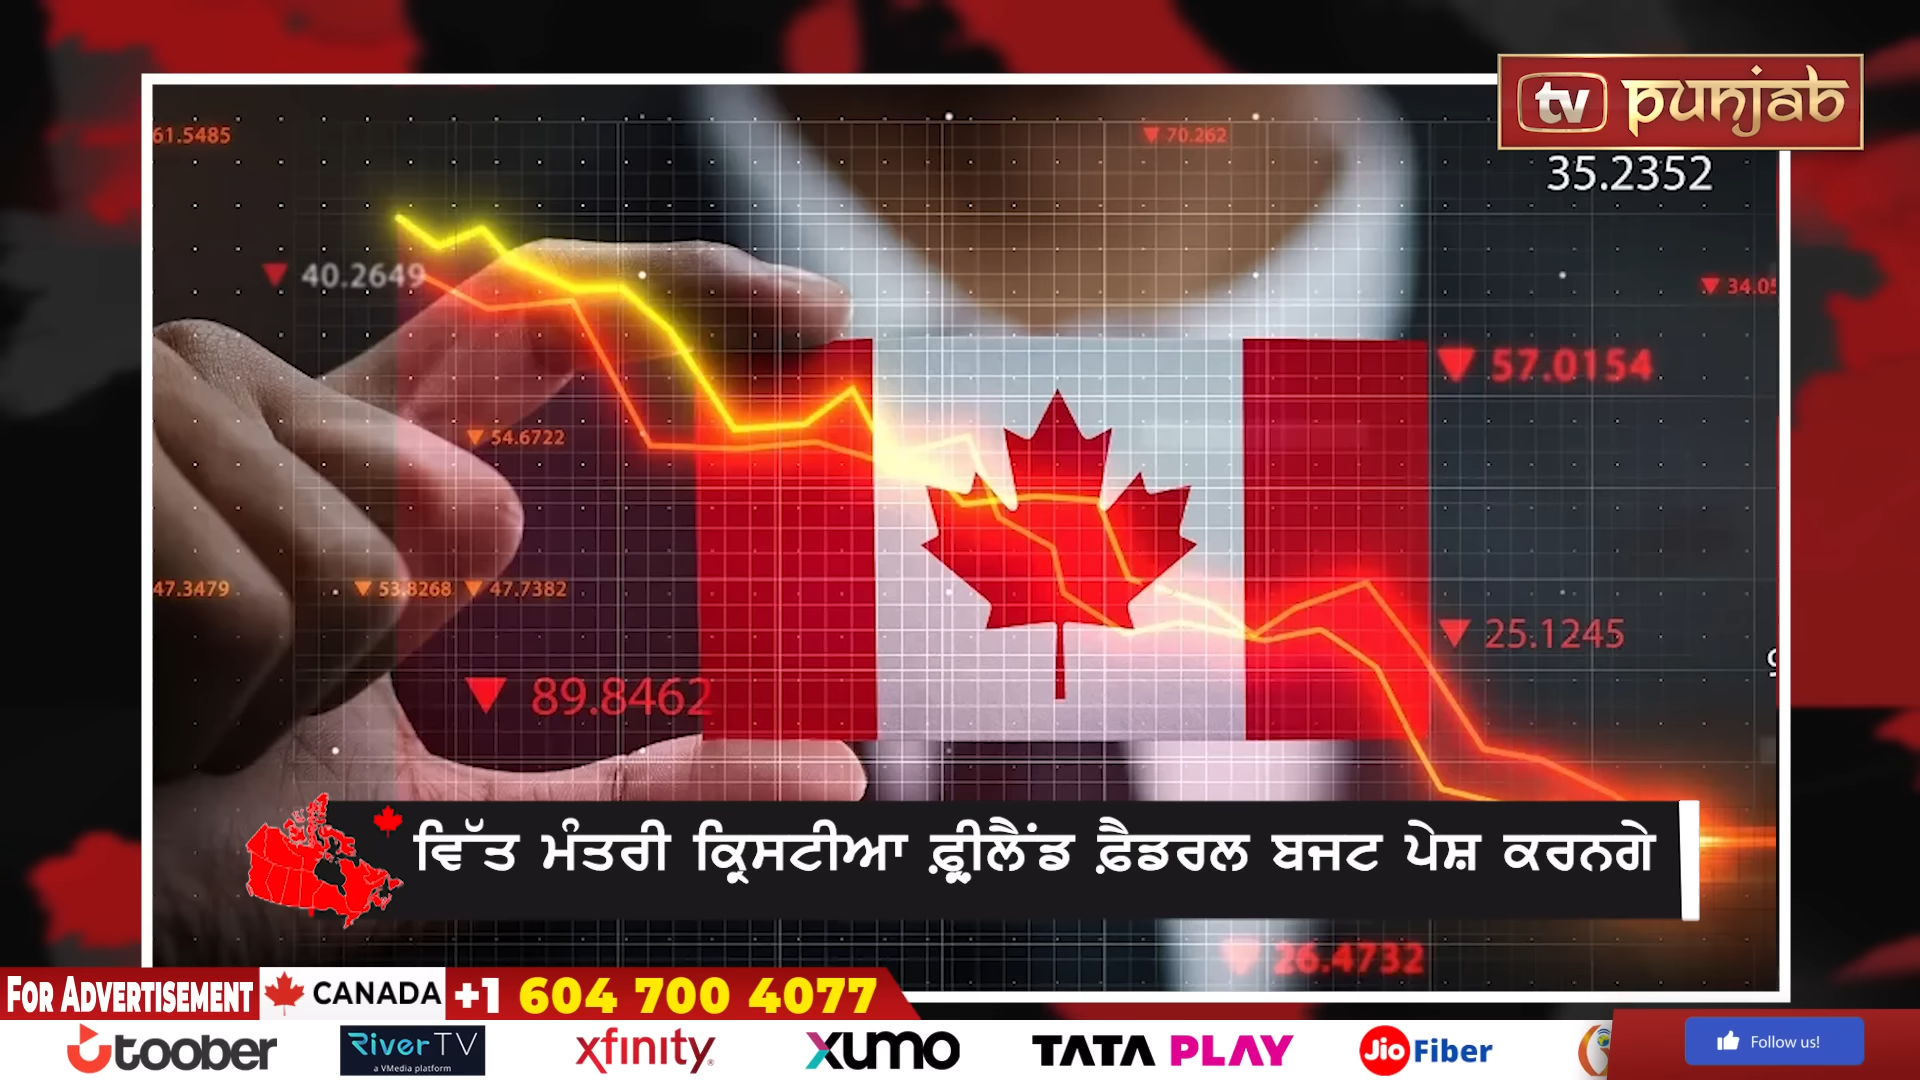 tv punjab
61.5485
▼ 70.262
35.2352
▼ 40.2649
▼ 34.05
▼ 57.0154
▼ 54.6722
47.3479
▼ 53.8268 ▼ 47.7382
▼ 25.1245
▼ 89.8462
ਵਿੱਤ ਮੰਤਰੀ ਕ੍ਰਿਸਟੀਆ ਫ਼੍ਰੀਲੈਂਡ ਫ਼ੈਡਰਲ ਬਜਟ ਪੇਸ਼ ਕਰਨਗੇ
▼ 26.4732
FOR ADVERTISEMENT CANADA +1 604 700 4077
toober RiverTV xfinity xumo TATA PLAY Jio Fiber Follow us!
a VMedia platform